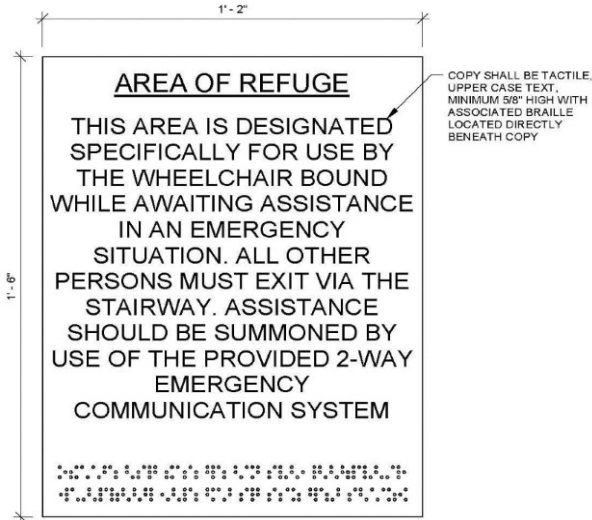 1' - 2"
AREA OF REFUGE
THIS AREA IS DESIGNATED
SPECIFICALLY FOR USE BY
THE WHEELCHAIR BOUND
WHILE AWAITING ASSISTANCE
IN AN EMERGENCY
SITUATION. ALL OTHER
PERSONS MUST EXIT VIA THE
STAIRWAY. ASSISTANCE
SHOULD BE SUMMONED BY
USE OF THE PROVIDED 2-WAY
EMERGENCY
COMMUNICATION SYSTEM
1' - 6"
COPY SHALL BE TACTILE,
UPPER CASE TEXT,
MINIMUM 5/8" HIGH WITH
ASSOCIATED BRAILLE
LOCATED DIRECTLY
BENEATH COPY